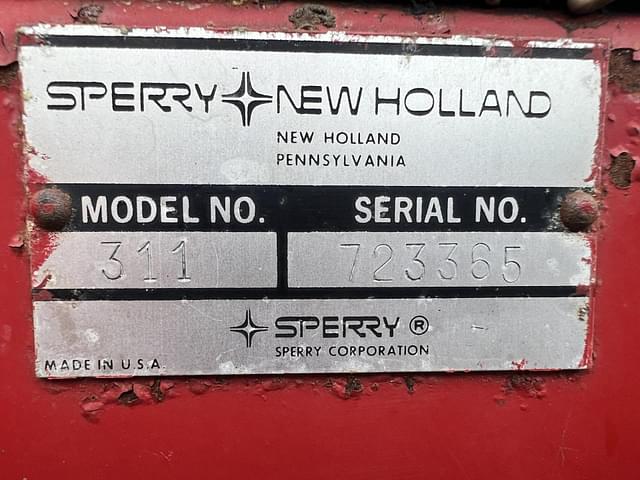 SPERRY NEW HOLLAND
NEW HOLLAND
PENNSYLVANIA
MODEL NO. SERIAL NO.
311 723365
SPERRY ®
SPERRY CORPORATION
MADE IN U.S.A.